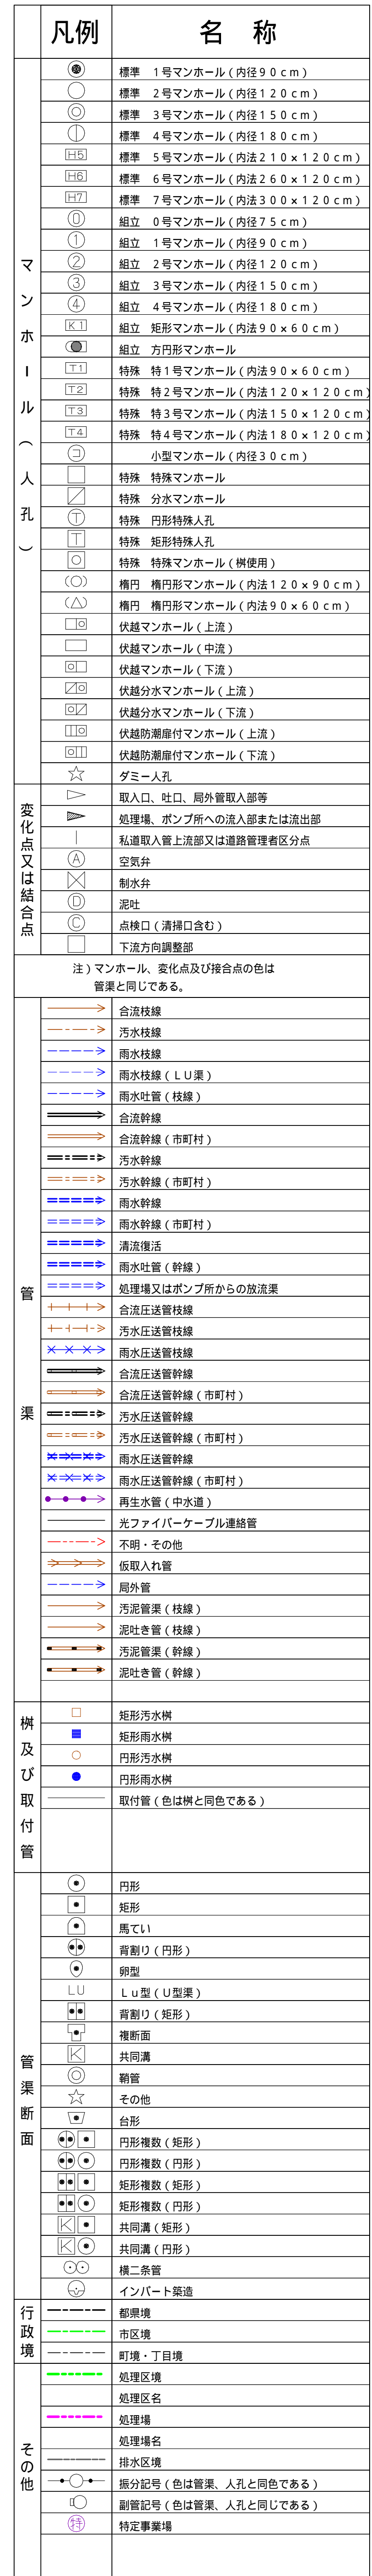 凡例 名 称
マンホール（人孔）
標準 1号マンホール（内径90cm）
標準 2号マンホール（内径120cm）
標準 3号マンホール（内径150cm）
標準 4号マンホール（内径180cm）
H5 標準 5号マンホール（内法210×120cm）
H6 標準 6号マンホール（内法260×120cm）
H7 標準 7号マンホール（内法300×120cm）
0 組立 0号マンホール（内径75cm）
1 組立 1号マンホール（内径90cm）
2 組立 2号マンホール（内径120cm）
3 組立 3号マンホール（内径150cm）
4 組立 4号マンホール（内径180cm）
K1 組立 矩形マンホール（内法90×60cm）
組立 方円形マンホール
T1 特殊 特1号マンホール（内法90×60cm）
T2 特殊 特2号マンホール（内法120×120cm）
T3 特殊 特3号マンホール（内法150×120cm）
T4 特殊 特4号マンホール（内法180×120cm）
コ 小型マンホール（内径30cm）
特殊 特殊マンホール
特殊 分水マンホール
T 特殊 円形特殊人孔
T 特殊 矩形特殊人孔
特殊 特殊マンホール（桝使用）
楕円 楕円形マンホール（内法120×90cm）
楕円 楕円形マンホール（内法90×60cm）
伏越マンホール（上流）
伏越マンホール（中流）
伏越マンホール（下流）
伏越分水マンホール（上流）
伏越分水マンホール（下流）
伏越防潮扉付マンホール（上流）
伏越防潮扉付マンホール（下流）
ダミー人孔
変化点又は結合点
取入口、吐口、局外管取入部等
処理場、ポンプ所への流入部または流出部
私道取入管上流部又は道路管理者区分点
A 空気弁
制水弁
D 泥吐
C 点検口（清掃口含む）
下流方向調整部
注）マンホール、変化点及び接合点の色は
管渠と同じである。
管渠
合流枝線
汚水枝線
雨水枝線
雨水枝線（LU渠）
雨水吐管（枝線）
合流幹線
合流幹線（市町村）
汚水幹線
汚水幹線（市町村）
雨水幹線
雨水幹線（市町村）
清流復活
雨水吐管（幹線）
処理場又はポンプ所からの放流渠
合流圧送管枝線
汚水圧送管枝線
雨水圧送管枝線
合流圧送管幹線
合流圧送管幹線（市町村）
汚水圧送管幹線
汚水圧送管幹線（市町村）
雨水圧送管幹線
雨水圧送管幹線（市町村）
再生水管（中水道）
光ファイバーケーブル連絡管
不明・その他
仮取入れ管
局外管
汚泥管渠（枝線）
泥吐き管（枝線）
汚泥管渠（幹線）
泥吐き管（幹線）
桝及び取付管
矩形汚水桝
矩形雨水桝
円形汚水桝
円形雨水桝
取付管（色は桝と同色である）
管渠断面
円形
矩形
馬てい
背割り（円形）
卵型
LU Lu型（U型渠）
背割り（矩形）
複断面
K 共同溝
鞘管
その他
台形
円形複数（矩形）
円形複数（円形）
矩形複数（矩形）
矩形複数（円形）
K 共同溝（矩形）
K 共同溝（円形）
横二条管
インバート築造
行政境
都県境
市区境
町境・丁目境
その他
処理区境
処理区名
処理場
処理場名
排水区境
振分記号（色は管渠、人孔と同色である）
副管記号（色は管渠、人孔と同じである）
特 特定事業場